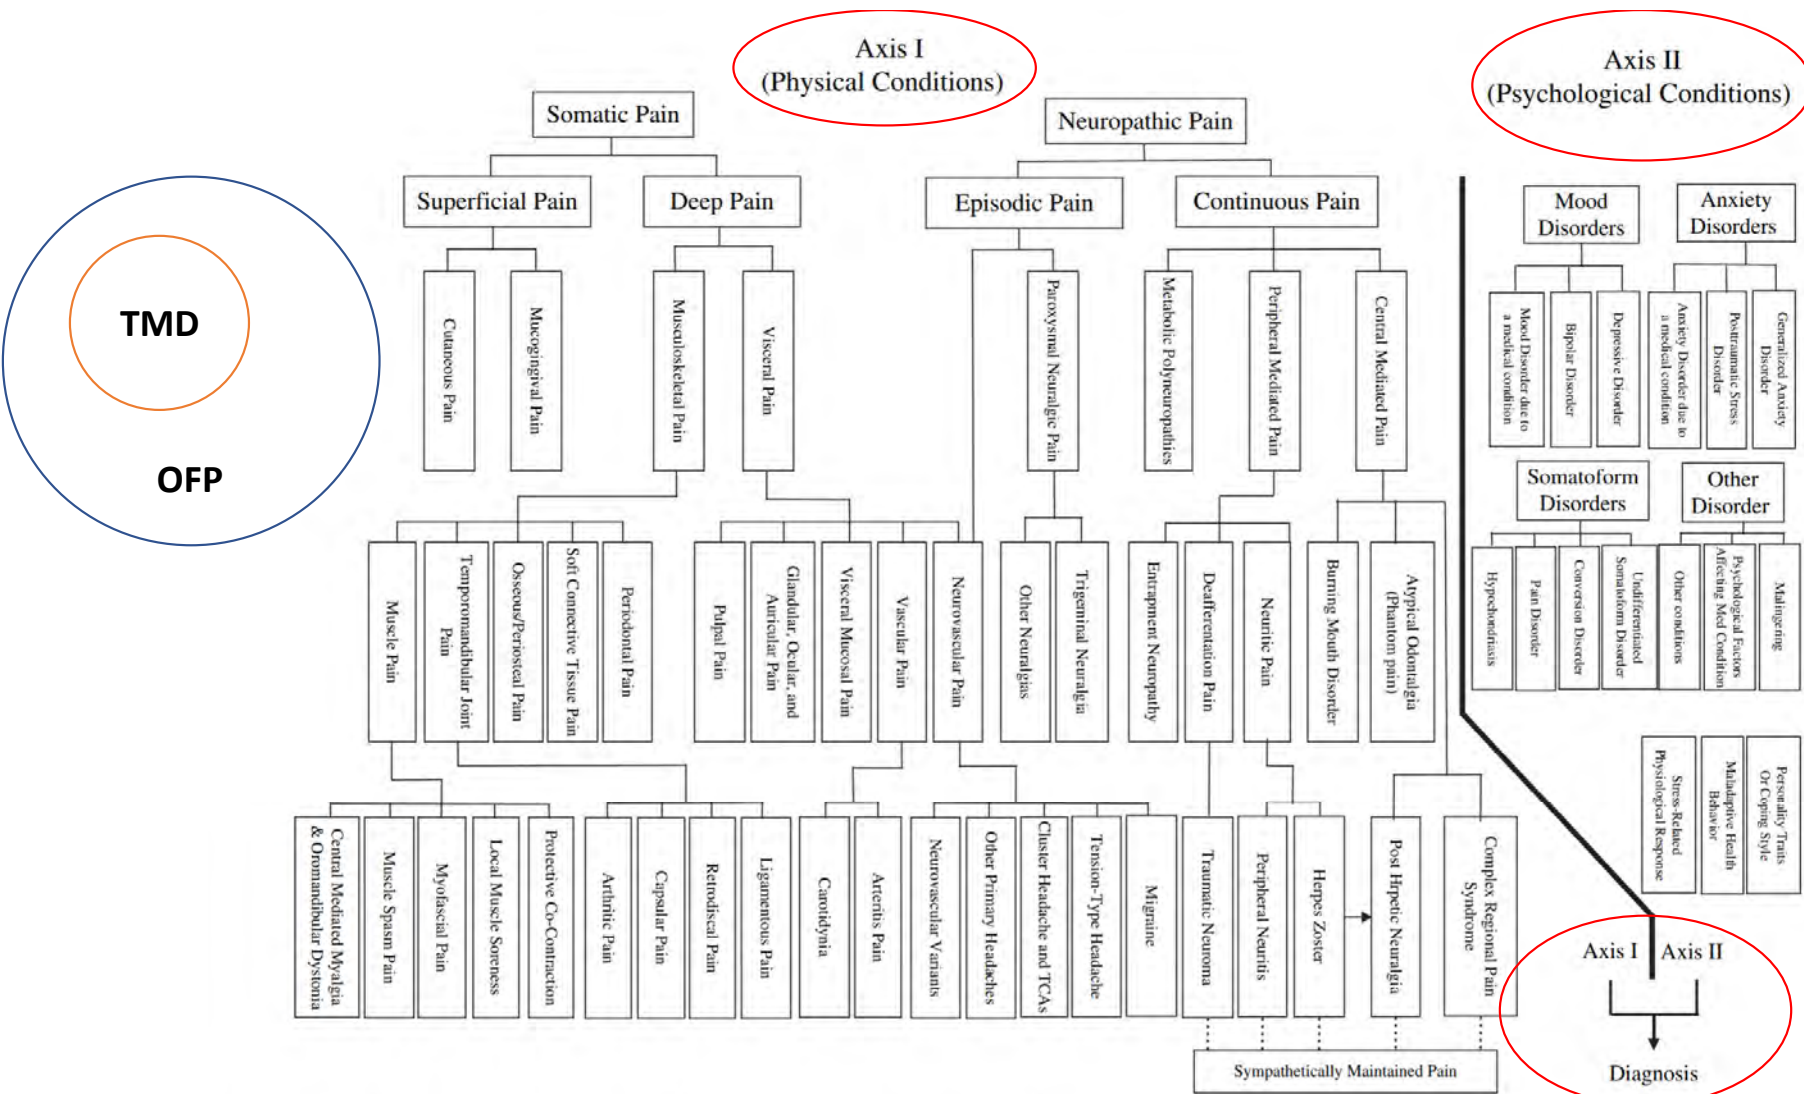 Axis I
(Physical Conditions)
Axis II
(Psychological Conditions)
Somatic Pain
Neuropathic Pain
Superficial Pain
Deep Pain
Episodic Pain
Continuous Pain
Mood
Disorders
Anxiety
Disorders
TMD
OFP
Cutaneous Pain
Mucogingival Pain
Musculoskeletal Pain
Visceral Pain
Paroxysmal Neuralgic Pain
Metabolic Polyneuropathies
Peripheral Mediated Pain
Central Mediated Pain
Mood Disorder due to
a medical condition
Bipolar Disorder
Depressive Disorder
Anxiety Disorder due to
a medical condition
Posttraumatic Stress
Disorder
Generalized Anxiety
Disorder
Somatoform
Disorders
Other
Disorder
Muscle Pain
Temporomandibular Joint
Pain
Osseous/Periosteal Pain
Soft Connective Tissue Pain
Periodontal Pain
Pulpal Pain
Glandular, Ocular, and
Auricular Pain
Visceral Mucosal Pain
Vascular Pain
Neurovascular Pain
Other Neuralgias
Trigeminal Neuralgia
Entrapment Neuropathy
Deafferentation Pain
Neuritic Pain
Burning Mouth Disorder
Atypical Odontalgia
(Phantom pain)
Hypochondriasis
Pain Disorder
Conversion Disorder
Undifferentiated
Somatoform Disorder
Other conditions
Psychological Factors
Affecting Med Condition
Malingering
Stress-Related
Physiological Response
Maladaptive Health
Behavior
Personality Traits
Or Coping Style
Central Mediated Myalgia
& Oromandibular Dystonia
Muscle Spasm Pain
Myofascial Pain
Local Muscle Soreness
Protective Co-Contraction
Arthritic Pain
Capsular Pain
Retrodiscal Pain
Ligamentous Pain
Carotidynia
Arteritis Pain
Neurovascular Variants
Other Primary Headaches
Cluster Headache and TCAs
Tension-Type Headache
Migraine
Traumatic Neuroma
Peripheral Neuritis
Herpes Zoster
Post Hrpetic Neuralgia
Complex Regional Pain
Syndrome
Sympathetically Maintained Pain
Axis I
Axis II
Diagnosis